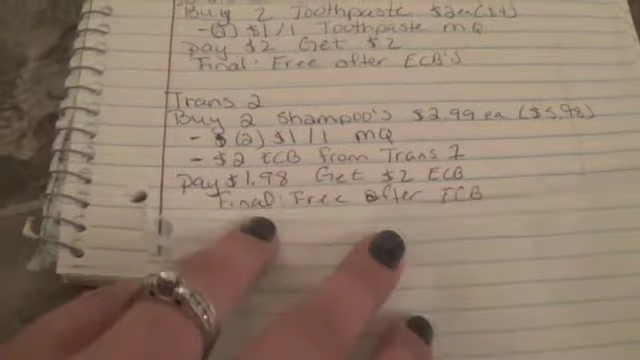 Buy 2 Toothpaste $2ea ($4)
-(2) $1/1 Toothpaste MQ
Pay $2 Get $2
Final: Free after ECB's
Trans 2
Buy 2 Shampoo's $2.99 ea ($5.98)
- $(2) $1/1 MQ
- $2 ECB from Trans 1
Pay $1.98 Get $2 ECB
Final: Free after ECB